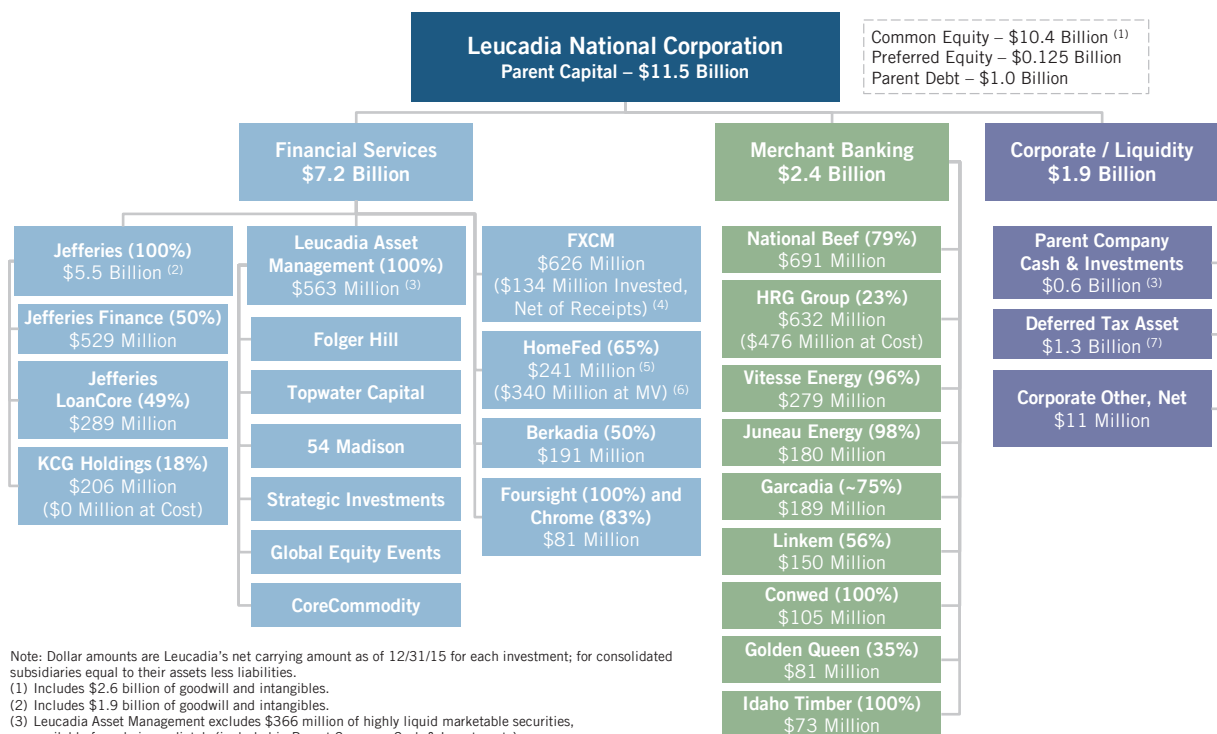 Leucadia National Corporation
Parent Capital – $11.5 Billion
Common Equity – $10.4 Billion (1)
Preferred Equity – $0.125 Billion
Parent Debt – $1.0 Billion
Financial Services
$7.2 Billion
Merchant Banking
$2.4 Billion
Corporate / Liquidity
$1.9 Billion
Jefferies (100%)
$5.5 Billion (2)
Jefferies Finance (50%)
$529 Million
Jefferies
LoanCore (49%)
$289 Million
KCG Holdings (18%)
$206 Million
($0 Million at Cost)
Leucadia Asset
Management (100%)
$563 Million (3)
Folger Hill
Topwater Capital
54 Madison
Strategic Investments
Global Equity Events
CoreCommodity
FXCM
$626 Million
($134 Million Invested,
Net of Receipts) (4)
HomeFed (65%)
$241 Million (5)
($340 Million at MV) (6)
Berkadia (50%)
$191 Million
Foursight (100%) and
Chrome (83%)
$81 Million
National Beef (79%)
$691 Million
HRG Group (23%)
$632 Million
($476 Million at Cost)
Vitesse Energy (96%)
$279 Million
Juneau Energy (98%)
$180 Million
Garcadia (~75%)
$189 Million
Linkem (56%)
$150 Million
Conwed (100%)
$105 Million
Golden Queen (35%)
$81 Million
Idaho Timber (100%)
$73 Million
Parent Company
Cash & Investments
$0.6 Billion (3)
Deferred Tax Asset
$1.3 Billion (7)
Corporate Other, Net
$11 Million
Note: Dollar amounts are Leucadia's net carrying amount as of 12/31/15 for each investment; for consolidated
subsidiaries equal to their assets less liabilities.
(1) Includes $2.6 billion of goodwill and intangibles.
(2) Includes $1.9 billion of goodwill and intangibles.
(3) Leucadia Asset Management excludes $366 million of highly liquid marketable securities,